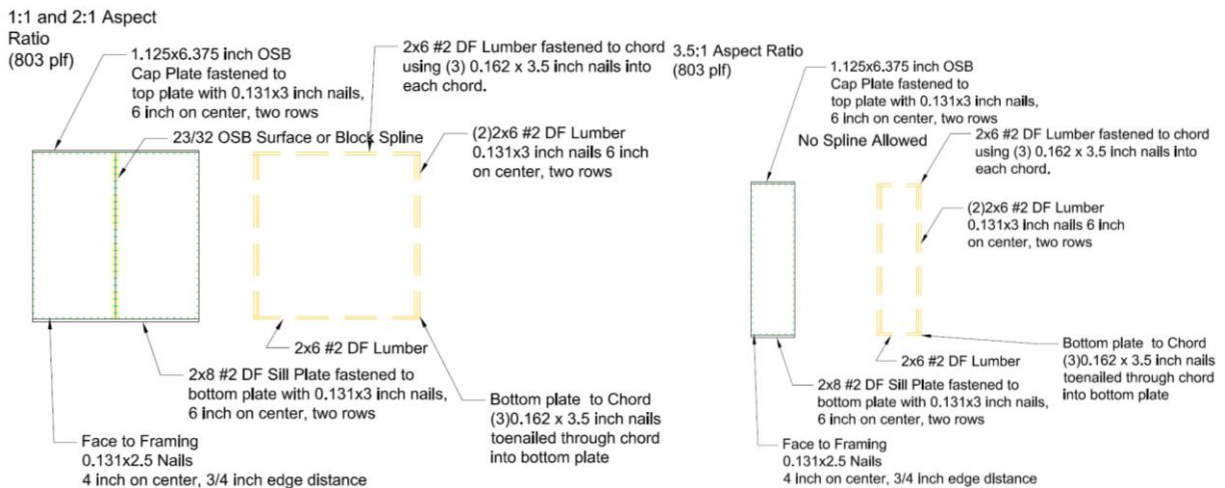 1:1 and 2:1 Aspect
Ratio
(803 plf)
1.125x6.375 inch OSB
Cap Plate fastened to
top plate with 0.131x3 inch nails,
6 inch on center, two rows
23/32 OSB Surface or Block Spline
2x6 #2 DF Lumber fastened to chord
using (3) 0.162 x 3.5 inch nails into
each chord.
(2)2x6 #2 DF Lumber
0.131x3 inch nails 6 inch
on center, two rows
2x6 #2 DF Lumber
2x8 #2 DF Sill Plate fastened to
bottom plate with 0.131x3 inch nails,
6 inch on center, two rows
Bottom plate to Chord
(3)0.162 x 3.5 inch nails
toenailed through chord
into bottom plate
Face to Framing
0.131x2.5 Nails
4 inch on center, 3/4 inch edge distance
3.5:1 Aspect Ratio
(803 plf)
1.125x6.375 inch OSB
Cap Plate fastened to
top plate with 0.131x3 inch nails,
6 inch on center, two rows
No Spline Allowed
2x6 #2 DF Lumber fastened to chord
using (3) 0.162 x 3.5 inch nails into
each chord.
(2)2x6 #2 DF Lumber
0.131x3 inch nails 6 inch
on center, two rows
2x6 #2 DF Lumber
2x8 #2 DF Sill Plate fastened to
bottom plate with 0.131x3 inch nails,
6 inch on center, two rows
Bottom plate to Chord
(3)0.162 x 3.5 inch nails
toenailed through chord
into bottom plate
Face to Framing
0.131x2.5 Nails
4 inch on center, 3/4 inch edge distance